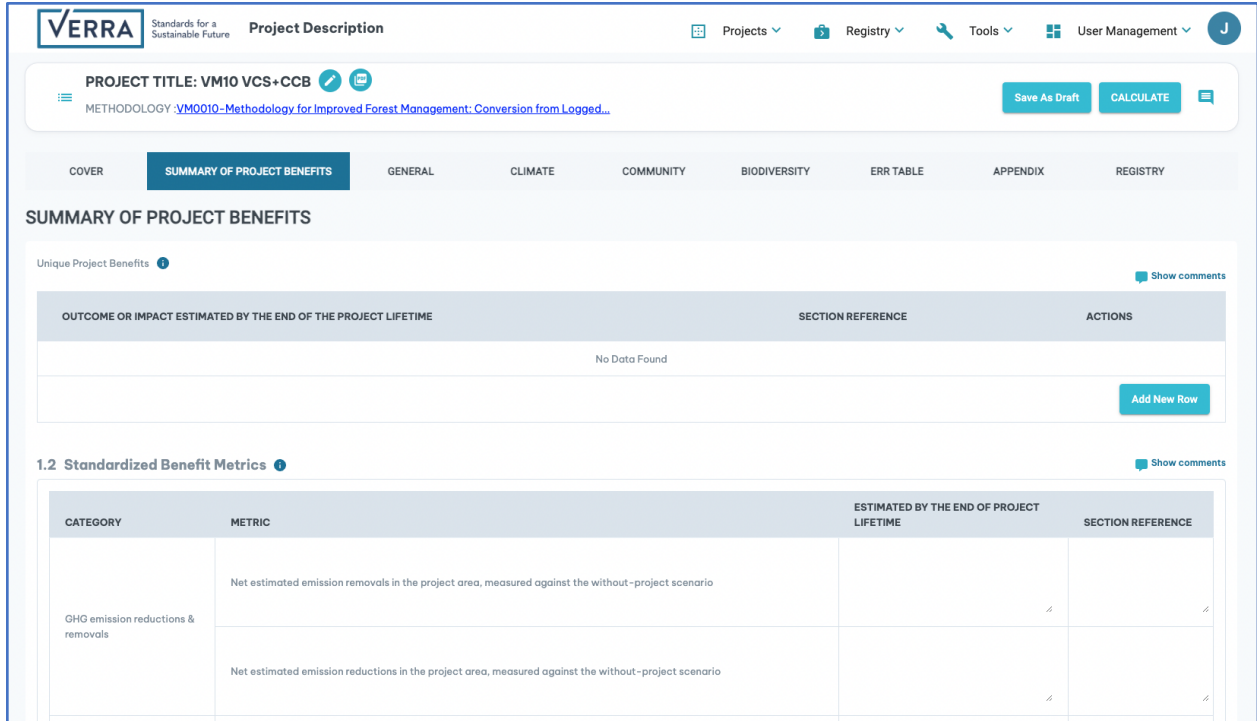 VERRA
Standards for a
Sustainable Future
Project Description
Projects
Registry
Tools
User Management
J
PROJECT TITLE: VM10 VCS+CCB
PDF
METHODOLOGY :VM0010-Methodology for Improved Forest Management: Conversion from Logged...
Save As Draft
CALCULATE
COVER
SUMMARY OF PROJECT BENEFITS
GENERAL
CLIMATE
COMMUNITY
BIODIVERSITY
ERR TABLE
APPENDIX
REGISTRY
SUMMARY OF PROJECT BENEFITS
Unique Project Benefits
Show comments
OUTCOME OR IMPACT ESTIMATED BY THE END OF THE PROJECT LIFETIME
SECTION REFERENCE
ACTIONS
No Data Found
Add New Row
1.2 Standardized Benefit Metrics
Show comments
CATEGORY
METRIC
ESTIMATED BY THE END OF PROJECT
LIFETIME
SECTION REFERENCE
GHG emission reductions &
removals
Net estimated emission removals in the project area, measured against the without-project scenario
Net estimated emission reductions in the project area, measured against the without-project scenario